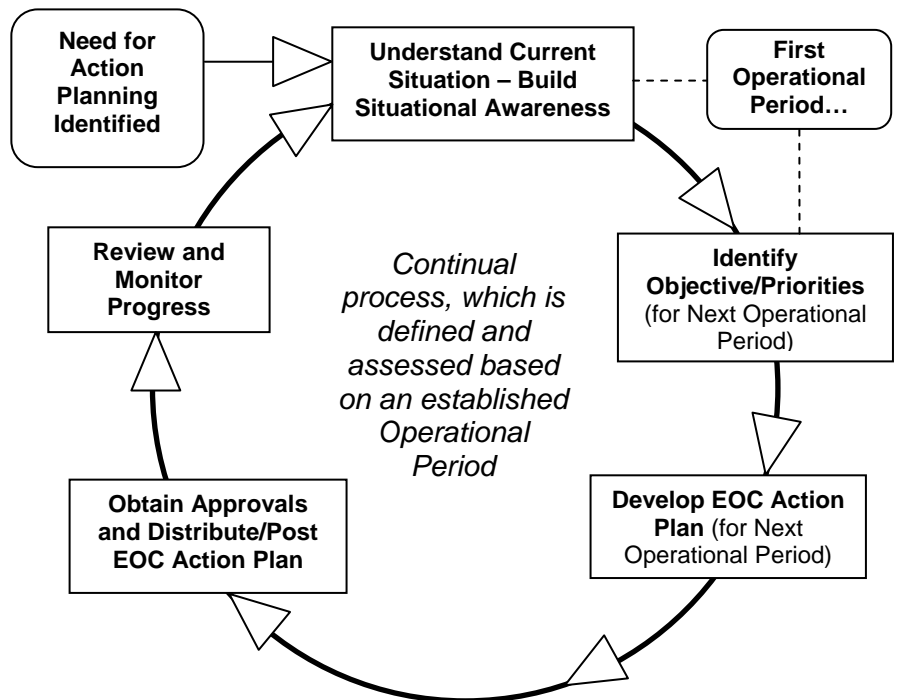 Need for
Action
Planning
Identified
Understand Current
Situation – Build
Situational Awareness
First
Operational
Period…
Review and
Monitor
Progress
Continual
process, which is
defined and
assessed based
on an established
Operational
Period
Identify
Objective/Priorities
(for Next Operational
Period)
Obtain Approvals
and Distribute/Post
EOC Action Plan
Develop EOC Action
Plan (for Next
Operational Period)